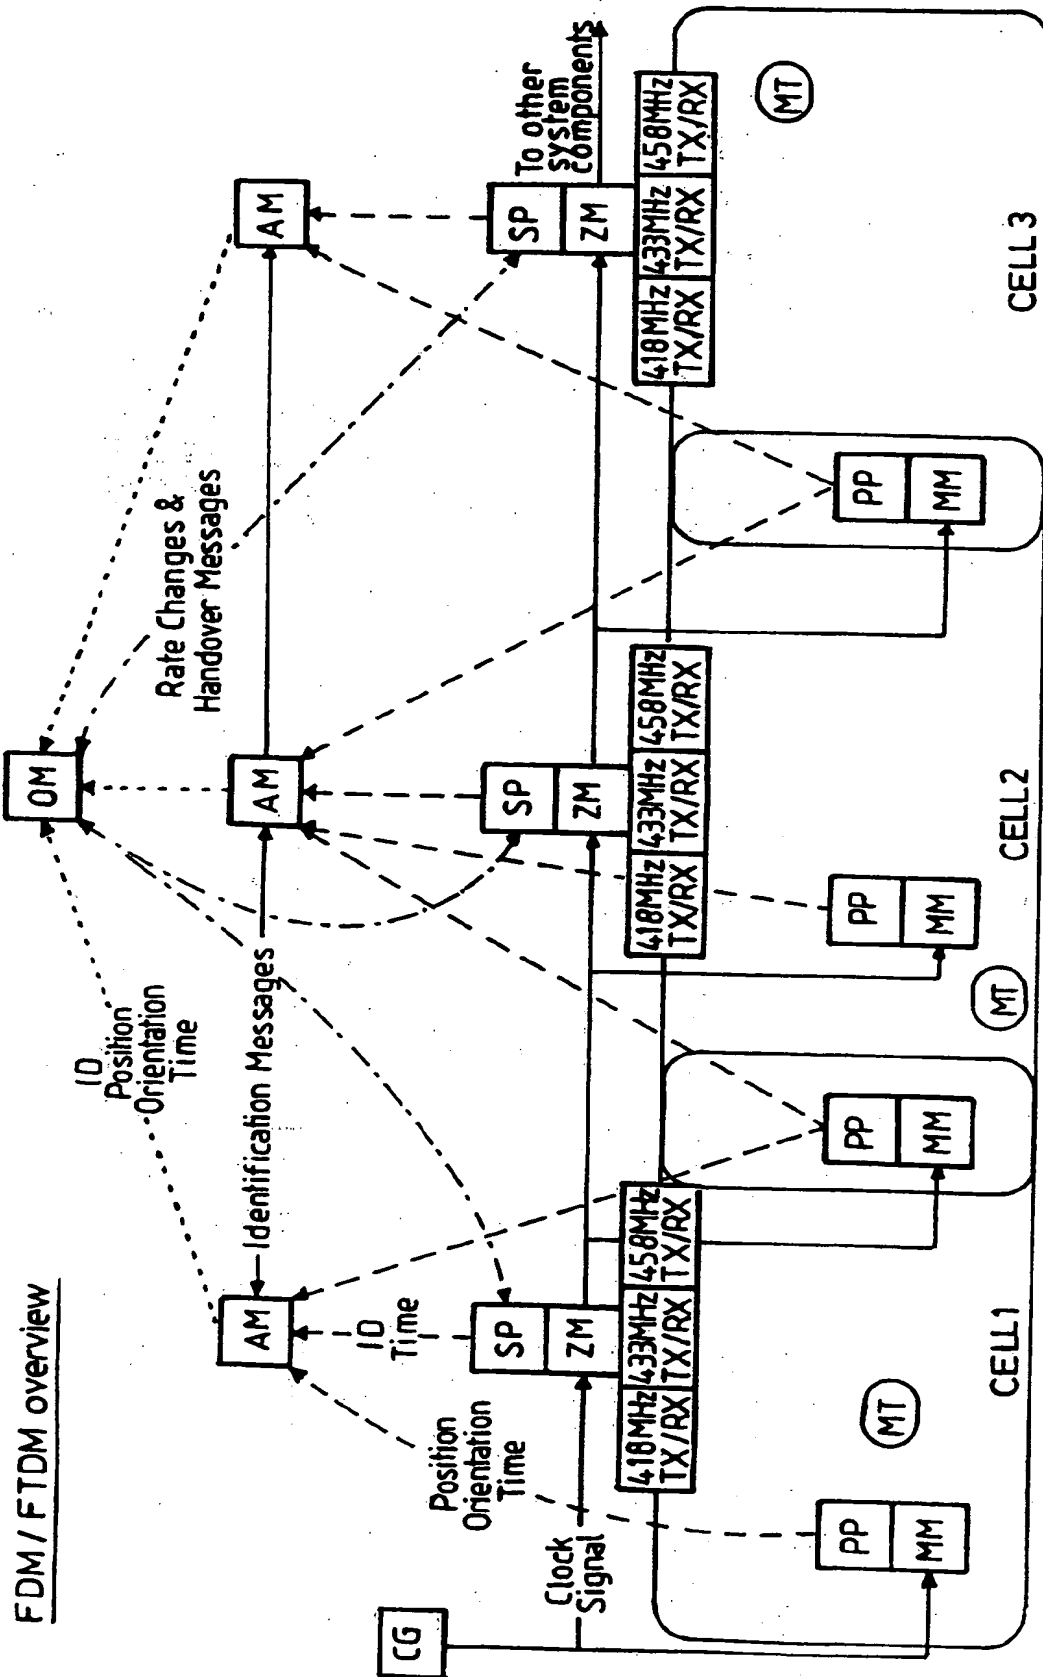 FDM / FTDM overview
OM
ID
Position
Orientation
Time
Rate Changes &
Handover Messages
AM
Identification Messages
AM
AM
ID
Time
Position
Orientation
Time
CG
Clock
Signal
SP
ZM
SP
ZM
SP
ZM
To other
system
components
418MHz
TX/RX
433MHz
TX/RX
458MHz
TX/RX
418MHz
TX/RX
433MHz
TX/RX
458MHz
TX/RX
418MHz
TX/RX
433MHz
TX/RX
458MHz
TX/RX
PP
MM
MT
PP
MM
MT
PP
MM
PP
MM
MT
CELL1
CELL2
CELL3